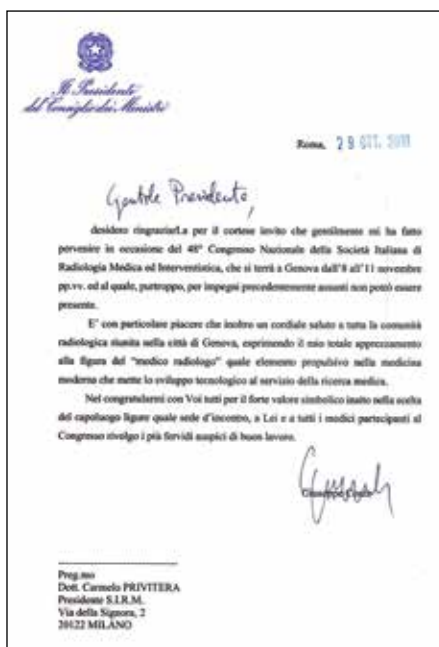 Il Presidente
del Consiglio dei Ministri
Roma, 29 OTT. 2018
Gentile Presidente,
desidero ringraziarLa per il cortese invito che gentilmente mi ha fatto
pervenire in occasione del 48° Congresso Nazionale della Società Italiana di
Radiologia Medica ed Interventistica, che si terrà a Genova dall'8 all'11 novembre
pp.vv. ed al quale, purtroppo, per impegni precedentemente assunti non potrò essere
presente.
E' con particolare piacere che inoltro un cordiale saluto a tutta la comunità
radiologica riunita nella città di Genova, esprimendo il mio totale apprezzamento
alla figura del "medico radiologo" quale elemento propulsivo nella medicina
moderna che mette lo sviluppo tecnologico al servizio della ricerca medica.
Nel congratularmi con Voi tutti per il forte valore simbolico insito nella scelta
del capoluogo ligure quale sede d'incontro, a Lei e a tutti i medici partecipanti al
Congresso rivolgo i più fervidi auspici di buon lavoro.
Giuseppe Conte
Preg.mo
Dott. Carmelo PRIVITERA
Presidente S.I.R.M.
Via della Signora, 2
20122 MILANO